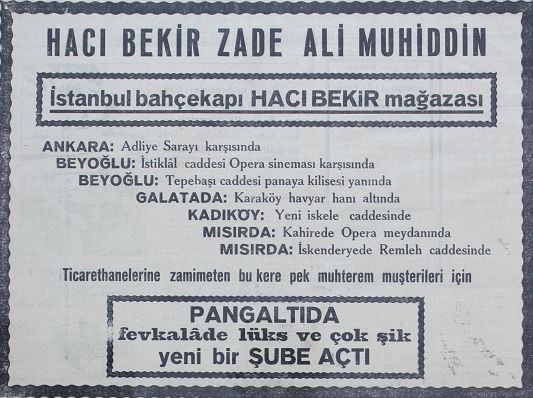 HACI BEKİR ZADE ALİ MUHİDDİN
İstanbul bahçekapı HACI BEKİR mağazası
ANKARA: Adliye Sarayı karşısında
BEYOĞLU: İstiklâl caddesi Opera sineması karşısında
BEYOĞLU: Tepebaşı caddesi panaya kilisesi yanında
GALATADA: Karaköy havyar hanı altında
KADIKÖY: Yeni iskele caddesinde
MISIRDA: Kahirede Opera meydanında
MISIRDA: İskenderyede Remleh caddesinde
Ticarethanelerine zamimeten bu kere pek muhterem muşterileri için
PANGALTIDA
fevkalâde lüks ve çok şik
yeni bir ŞUBE AÇTI